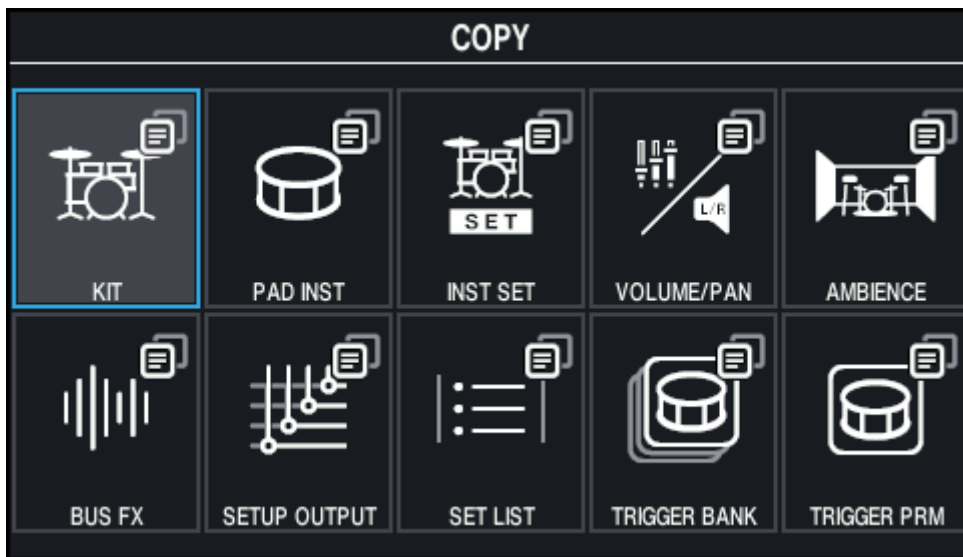 COPY
KIT
PAD INST
SET
INST SET
L/R
VOLUME/PAN
AMBIENCE
BUS FX
SETUP OUTPUT
SET LIST
TRIGGER BANK
TRIGGER PRM